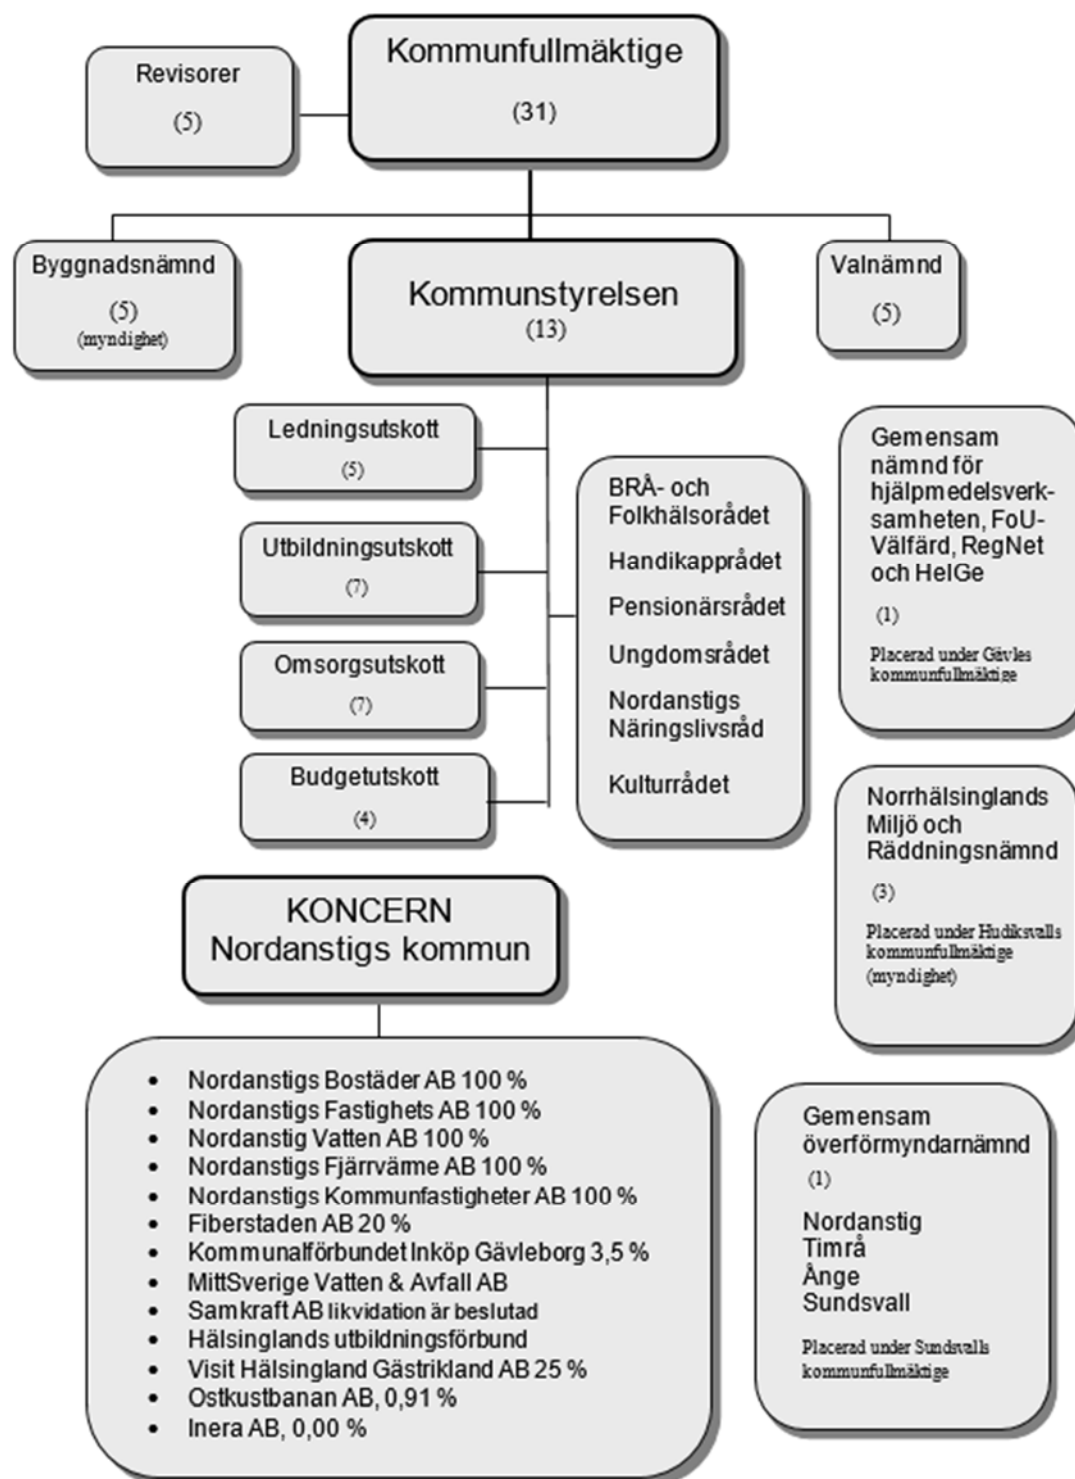 Kommunfullmäktige
(31)
Revisorer
(5)
Byggnadsnämnd
(5)
(myndighet)
Kommunstyrelsen
(13)
Valnämnd
(5)
Ledningsutskott
(5)
Utbildningsutskott
(7)
Omsorgsutskott
(7)
Budgetutskott
(4)
BRÅ- och
Folkhälsorådet
Handikapprådet
Pensionärsrådet
Ungdomsrådet
Nordanstigs
Näringslivsråd
Kulturrådet
Gemensam
nämnd för
hjälpmedelsverk-
samheten, FoU-
Välfärd, RegNet
och HelGe
(1)
Placerad under Gävles
kommunfullmäktige
Norrhälsinglands
Miljö och
Räddningsnämnd
(3)
Placerad under Hudiksvalls
kommunfullmäktige
(myndighet)
KONCERN
Nordanstigs kommun
• Nordanstigs Bostäder AB 100 %
• Nordanstigs Fastighets AB 100 %
• Nordanstig Vatten AB 100 %
• Nordanstigs Fjärrvärme AB 100 %
• Nordanstigs Kommunfastigheter AB 100 %
• Fiberstaden AB 20 %
• Kommunalförbundet Inköp Gävleborg 3,5 %
• MittSverige Vatten & Avfall AB
• Samkraft AB likvidation är beslutad
• Hälsinglands utbildningsförbund
• Visit Hälsingland Gästrikland AB 25 %
• Ostkustbanan AB, 0,91 %
• Inera AB, 0,00 %
Gemensam
överförmyndarnämnd
(1)
Nordanstig
Timrå
Ånge
Sundsvall
Placerad under Sundsvalls
kommunfullmäktige